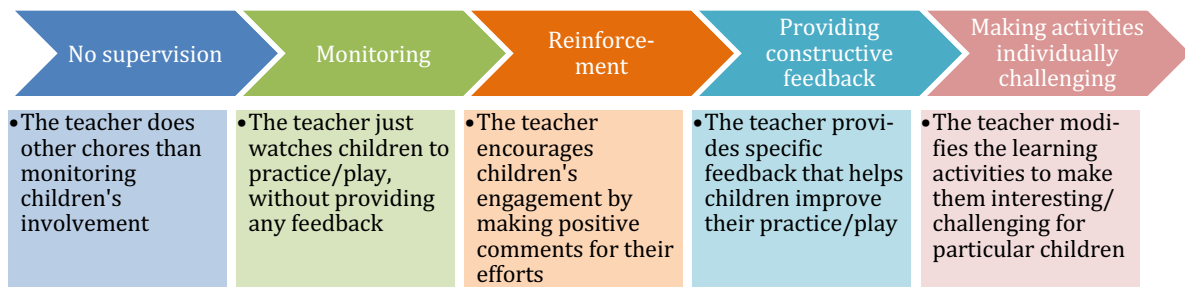 No supervision
Monitoring
Reinforce-
ment
Providing
constructive
feedback
Making activities
individually
challenging
•The teacher does
other chores than
monitoring
children's
involvement
•The teacher just
watches children to
practice/play,
without providing
any feedback
•The teacher
encourages
children's
engagement by
making positive
comments for their
efforts
•The teacher provi-
des specific
feedback that helps
children improve
their practice/play
•The teacher modi-
fies the learning
activities to make
them interesting/
challenging for
particular children